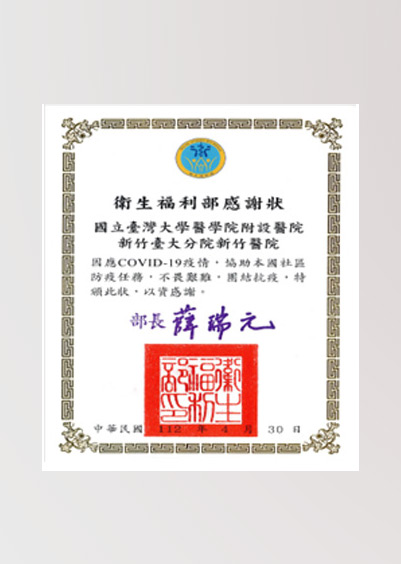 衛生福利部感謝狀
國立臺灣大學醫學院附設醫院
新竹臺大分院新竹醫院
因應COVID-19疫情，協助本國社區
防疫任務，不畏艱難，團結抗疫，特
頒此狀，以資感謝。
部長 薛瑞元
衛生福利部印
中華民國 112 年 4 月 30 日